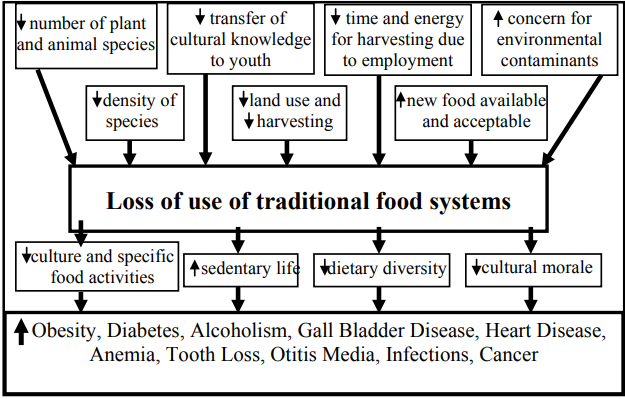 ↓ number of plant
and animal species
↓ transfer of
cultural knowledge
to youth
↓ time and energy
for harvesting due
to employment
↑ concern for
environmental
contaminants
↓density of
species
↓land use and
↓ harvesting
↑new food available
and acceptable
Loss of use of traditional food systems
↓culture and specific
food activities
↑sedentary life
↓dietary diversity
↓cultural morale
↑Obesity, Diabetes, Alcoholism, Gall Bladder Disease, Heart Disease,
Anemia, Tooth Loss, Otitis Media, Infections, Cancer